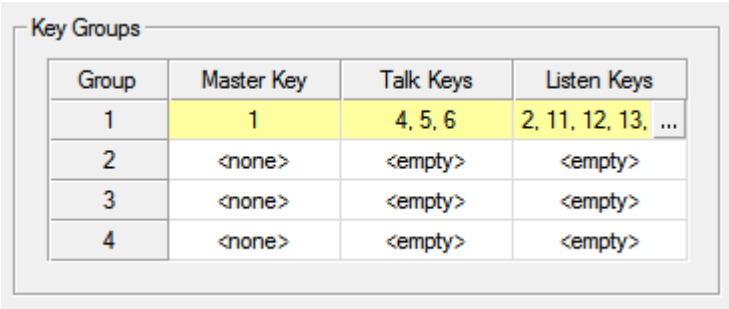 Key Groups
Group Master Key Talk Keys Listen Keys
1 1 4, 5, 6 2, 11, 12, 13, ...
2 <none> <empty> <empty>
3 <none> <empty> <empty>
4 <none> <empty> <empty>